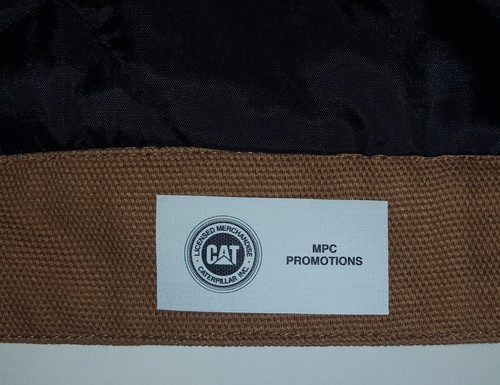 LICENSED MERCHANDISE
CAT
CATERPILLAR INC.
MPC
PROMOTIONS